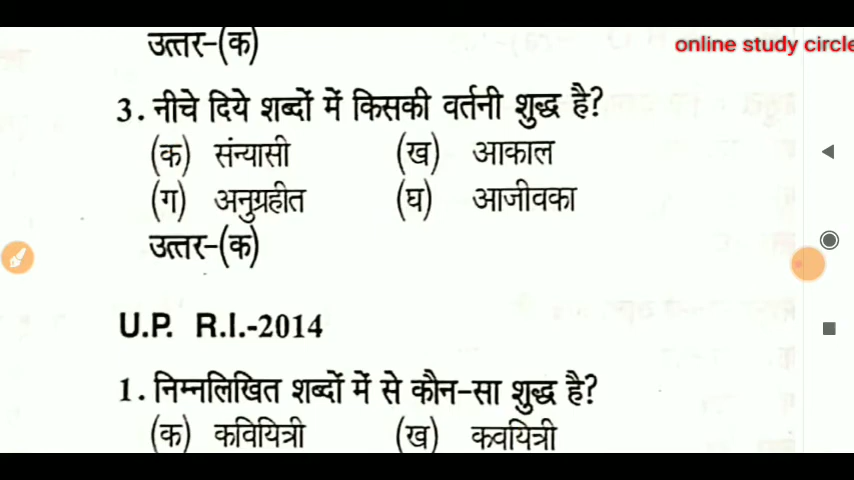 उत्तर-(क)
online study circle
3. नीचे दिये शब्दों में किसकी वर्तनी शुद्ध है?
(क) संन्यासी (ख) आकाल
(ग) अनुग्रहीत (घ) आजीवका
उत्तर-(क)
U.P. R.I.-2014
1. निम्नलिखित शब्दों में से कौन-सा शुद्ध है?
(क) कवियित्री (ख) कवयित्री